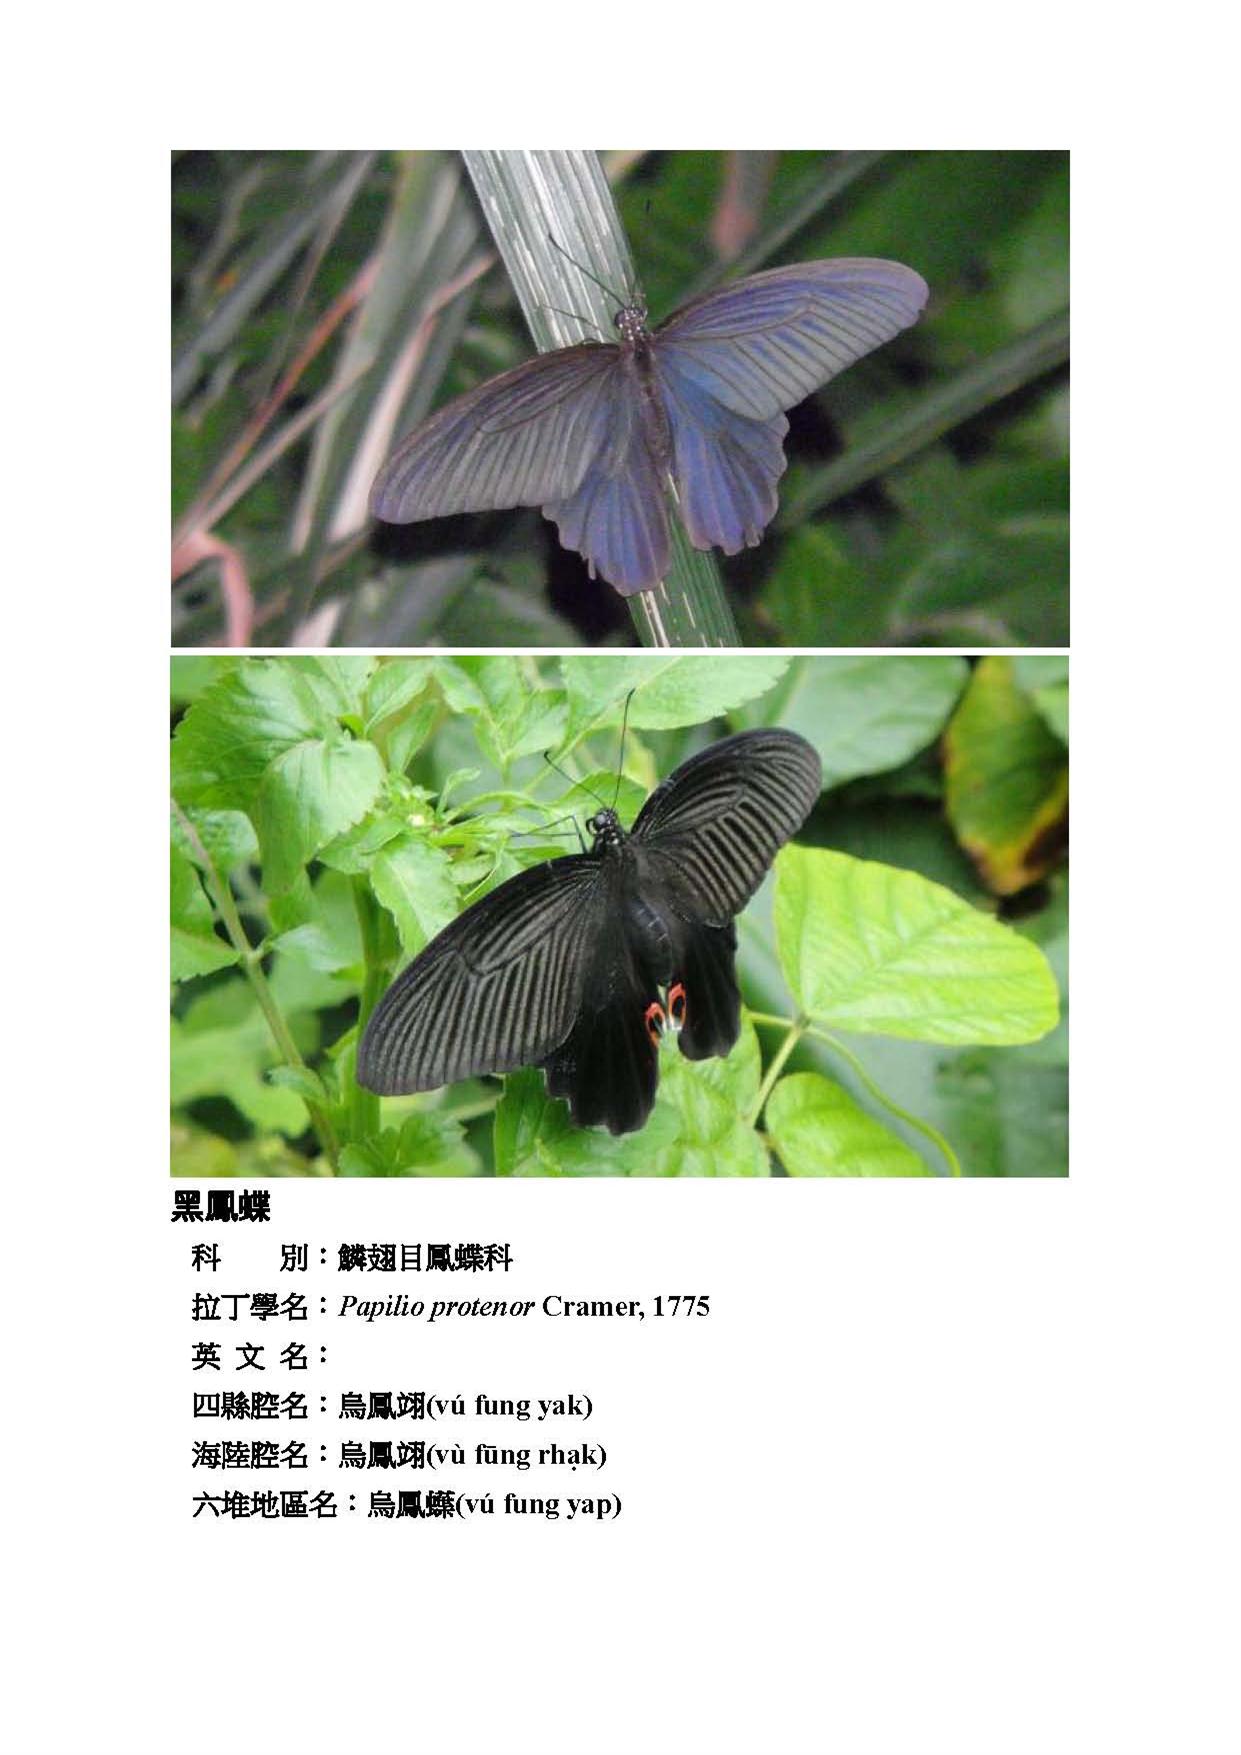 黑鳳蝶
科　　別：鱗翅目鳳蝶科
拉丁學名：Papilio protenor Cramer, 1775
英 文 名：
四縣腔名：烏鳳翊(vú fung yak)
海陸腔名：烏鳳翊(vù fūng rha̭k)
六堆地區名：烏鳳蝶(vú fung yap)